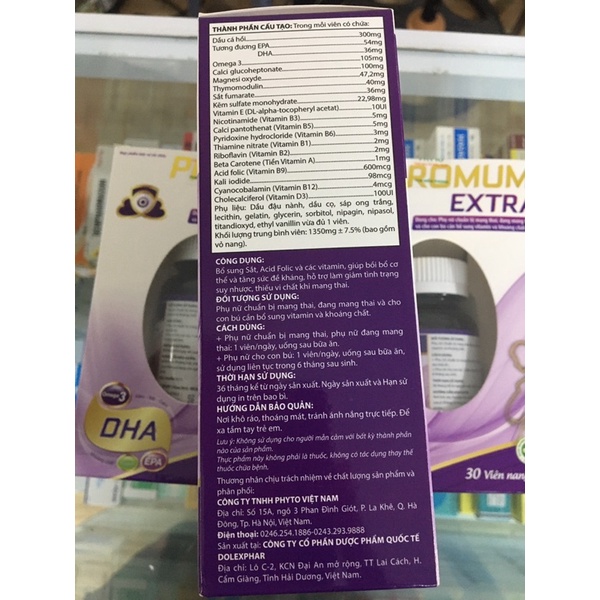 THÀNH PHẦN CẤU TẠO: Trong mỗi viên có chứa:
Dầu cá hồi...300mg
Tương đương EPA...54mg
DHA...36mg
Omega 3...105mg
Calci glucoheptonate...100mg
Magnesi oxyde...47,2mg
Thymomodulin...40mg
Sắt fumarate...36mg
Kẽm sulfate monohydrate...22,98mg
Vitamin E (DL-alpha-tocopheryl acetat)...10UI
Nicotinamide (Vitamin B3)...5mg
Calci pantothenat (Vitamin B5)...5mg
Pyridoxine hydrocloride (Vitamin B6)...3mg
Thiamine nitrate (Vitamin B1)...2mg
Riboflavin (Vitamin B2)...2mg
Beta Carotene (Tiền Vitamin A)...1mg
Acid folic (Vitamin B9)...600mcg
Kali iodide...98mcg
Cyanocobalamin (Vitamin B12)...4mcg
Cholecalciferol (Vitamin D3)...100UI
Phụ liệu: Dầu đậu nành, dầu cọ, sáp ong trắng,
lecithin, gelatin, glycerin, sorbitol, nipagin, nipasol,
titandioxyd, ethyl vanillin vừa đủ 1 viên.
Khối lượng trung bình viên: 1350mg ± 7.5% (bao gồm
vỏ nang).
CÔNG DỤNG:
Bổ sung Sắt, Acid Folic và các vitamin, giúp bồi bổ cơ
thể và tăng sức đề kháng, hỗ trợ làm giảm tình trạng
suy nhược, thiếu vi chất khi mang thai.
ĐỐI TƯỢNG SỬ DỤNG:
Phụ nữ chuẩn bị mang thai, đang mang thai và cho
con bú cần bổ sung vitamin và khoáng chất.
CÁCH DÙNG:
+ Phụ nữ chuẩn bị mang thai, phụ nữ đang mang
thai: 1 viên/ngày, uống sau bữa ăn.
+ Phụ nữ cho con bú: 1 viên/ngày, uống sau bữa ăn,
sử dụng liên tục trong 6 tháng sau sinh.
THỜI HẠN SỬ DỤNG:
36 tháng kể từ ngày sản xuất. Ngày sản xuất và Hạn sử
dụng in trên bao bì.
HƯỚNG DẪN BẢO QUẢN:
Nơi khô ráo, thoáng mát, tránh ánh nắng trực tiếp. Để
xa tầm tay trẻ em.
Lưu ý: Không sử dụng cho người mẫn cảm với bất kỳ thành phần
nào của sản phẩm.
Thực phẩm này không phải là thuốc, không có tác dụng thay thế
thuốc chữa bệnh.
Thương nhân chịu trách nhiệm về chất lượng sản phẩm và
phân phối:
CÔNG TY TNHH PHYTO VIỆT NAM
Địa chỉ: Số 15A, ngõ 3 Phan Đình Giót, P. La Khê, Q. Hà
Đông, Tp. Hà Nội, Việt Nam.
Điện thoại: 0246.254.1886-0243.293.9888
Sản xuất tại: CÔNG TY CỔ PHẦN DƯỢC PHẨM QUỐC TẾ
DOLEXPHAR
Địa chỉ: Lô C-2, KCN Đại An mở rộng, TT Lai Cách, H.
Cẩm Giàng, Tỉnh Hải Dương, Việt Nam.
3
DHA
EPA
ROMUM
EXTRA
30 Viên nang